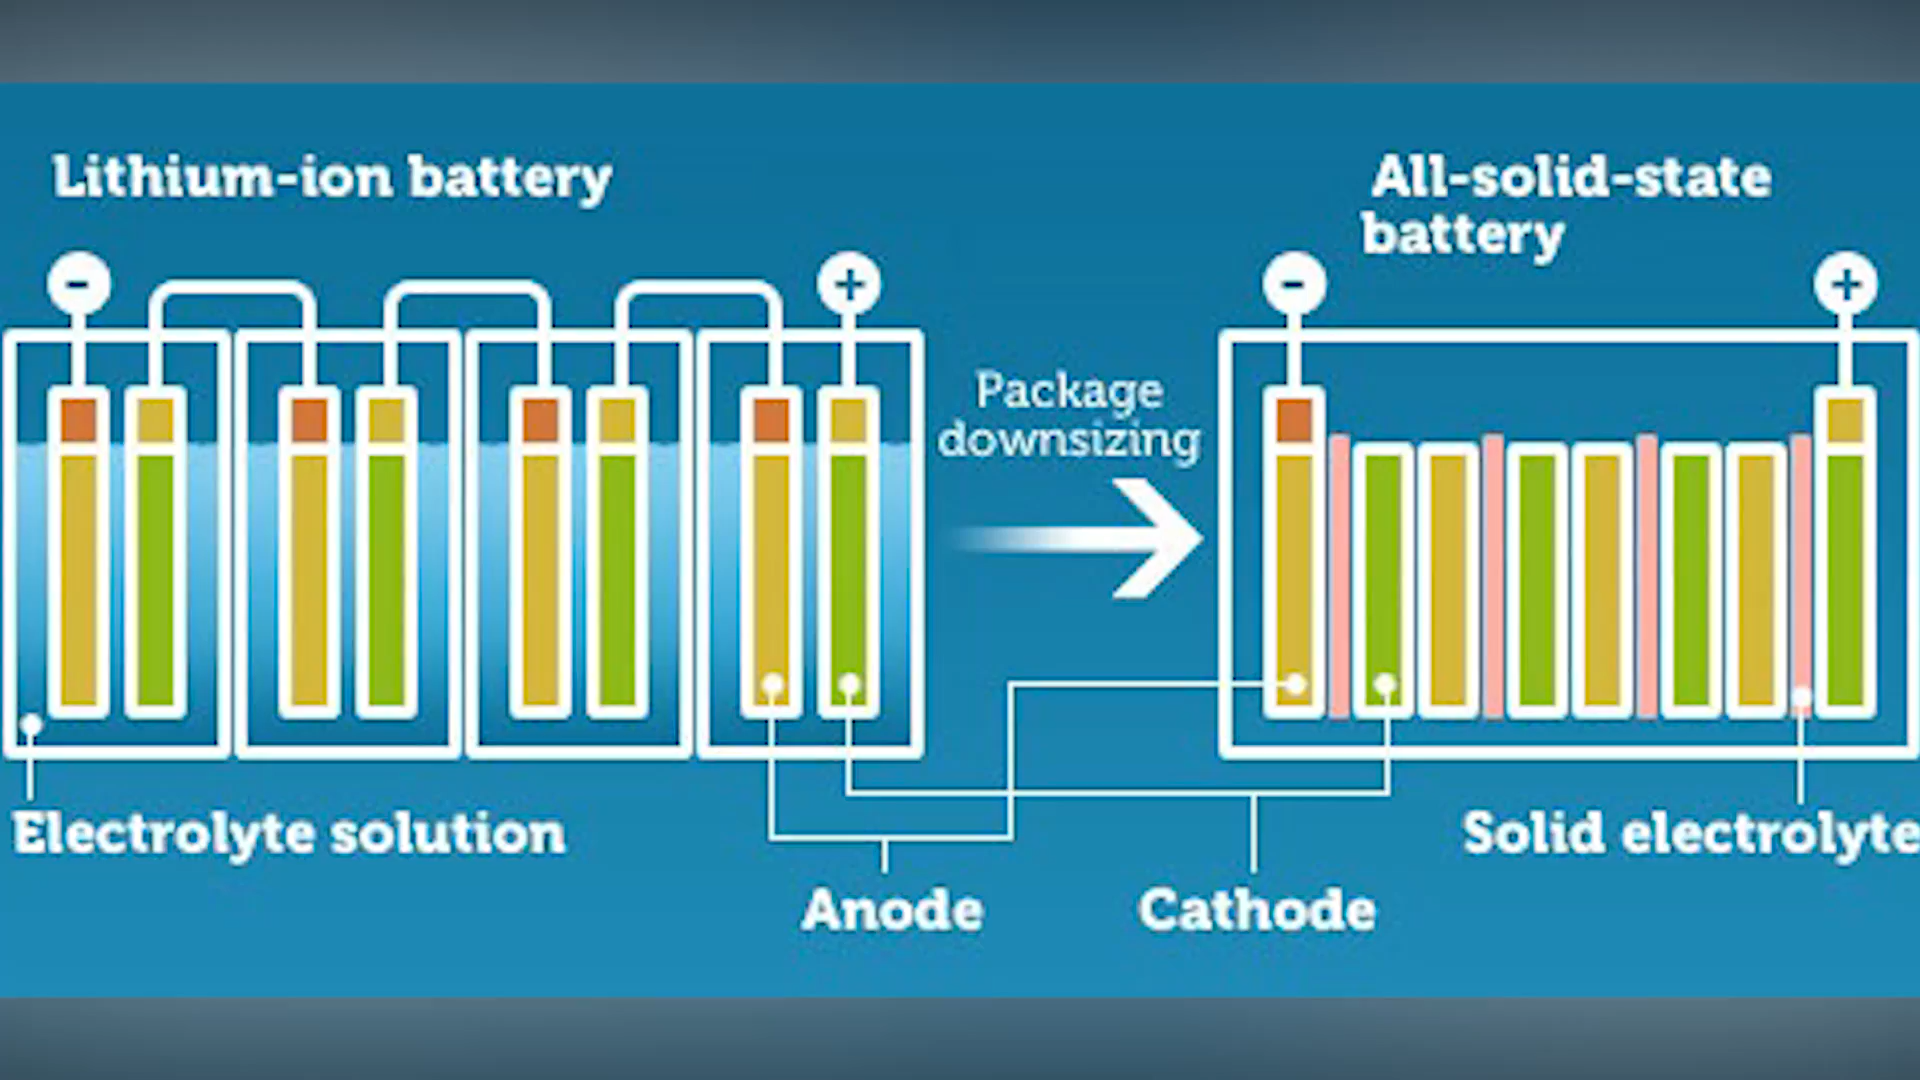 Lithium-ion battery
All-solid-state
battery
-
+
-
+
Package
downsizing
Electrolyte solution
Solid electrolyte
Anode
Cathode